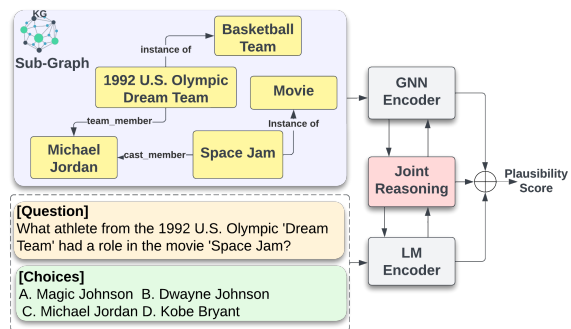 KG
Sub-Graph
Basketball
Team
instance of
1992 U.S. Olympic
Dream Team
Movie
team_member
Instance of
Michael
Jordan
cast_member
Space Jam
GNN
Encoder
Joint
Reasoning
Plausibility
Score
LM
Encoder
[Question]
What athlete from the 1992 U.S. Olympic 'Dream
Team' had a role in the movie 'Space Jam?
[Choices]
A. Magic Johnson B. Dwayne Johnson
C. Michael Jordan D. Kobe Bryant